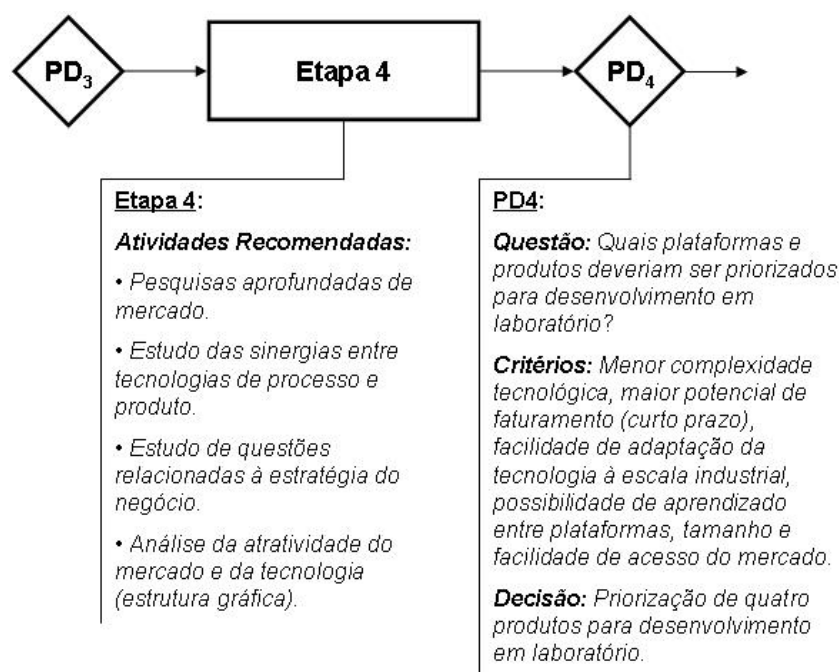 PD₃
Etapa 4
PD₄
Etapa 4:
Atividades Recomendadas:
• Pesquisas aprofundadas de
mercado.
• Estudo das sinergias entre
tecnologias de processo e
produto.
• Estudo de questões
relacionadas à estratégia do
negócio.
• Análise da atratividade do
mercado e da tecnologia
(estrutura gráfica).
PD4:
Questão: Quais plataformas e
produtos deveriam ser priorizados
para desenvolvimento em
laboratório?
Critérios: Menor complexidade
tecnológica, maior potencial de
faturamento (curto prazo),
facilidade de adaptação da
tecnologia à escala industrial,
possibilidade de aprendizado
entre plataformas, tamanho e
facilidade de acesso do mercado.
Decisão: Priorização de quatro
produtos para desenvolvimento
em laboratório.